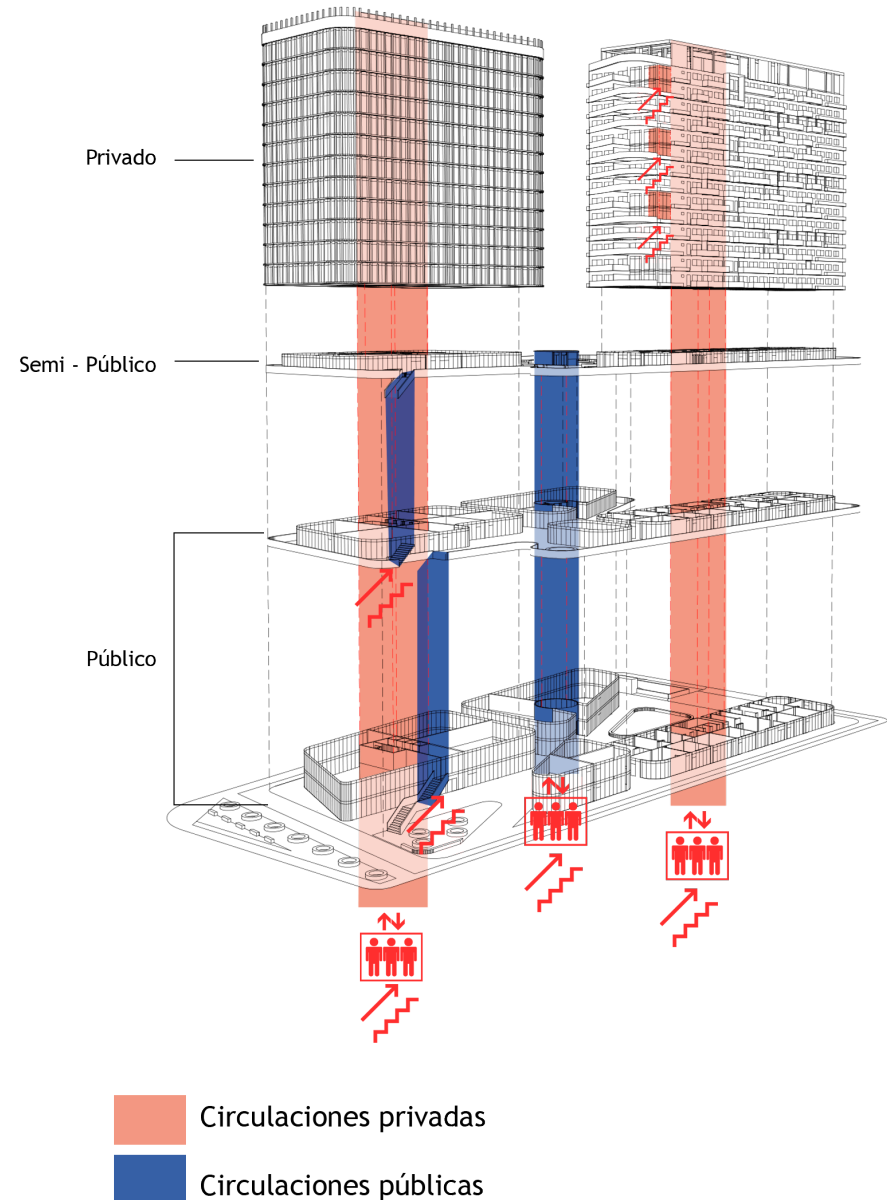 Privado
Semi - Público
Público
Circulaciones privadas
Circulaciones públicas